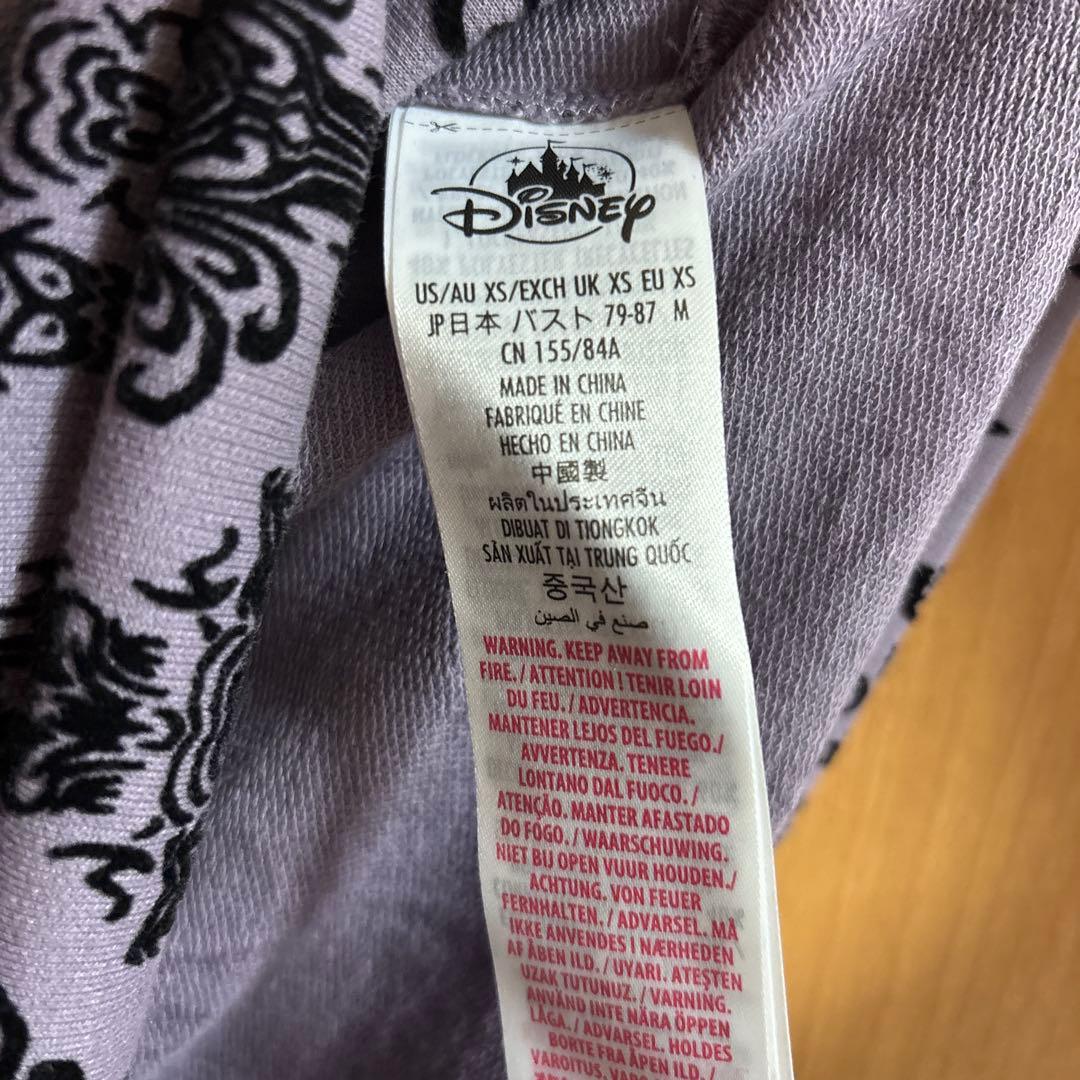 Disney
US/AU XS/EXCH UK XS EU XS
JP日本 バスト 79-87 M
CN 155/84A
MADE IN CHINA
FABRIQUÉ EN CHINE
HECHO EN CHINA
中國製
ผลิตในประเทศจีน
DIBUAT DI TIONGKOK
SẢN XUẤT TẠI TRUNG QUỐC
중국산
صنع في الصين
WARNING. KEEP AWAY FROM
FIRE. / ATTENTION ! TENIR LOIN
DU FEU. / ADVERTENCIA.
MANTENER LEJOS DEL FUEGO./
AVVERTENZA. TENERE
LONTANO DAL FUOCO. /
ATENÇÃO. MANTER AFASTADO
DO FOGO. / WAARSCHUWING.
NIET BIJ OPEN VUUR HOUDEN./
ACHTUNG. VON FEUER
FERNHALTEN. / ADVARSEL. MÅ
IKKE ANVENDES I NÆRHEDEN
AF ÅBEN ILD. / UYARI. ATEŞTEN
UZAK TUTUNUZ. / VARNING.
ANVÄND INTE NÄRA ÖPPEN
LÅGA. / ADVARSEL. HOLDES
BORTE FRA ÅPEN ILD. /
VAROITUS.